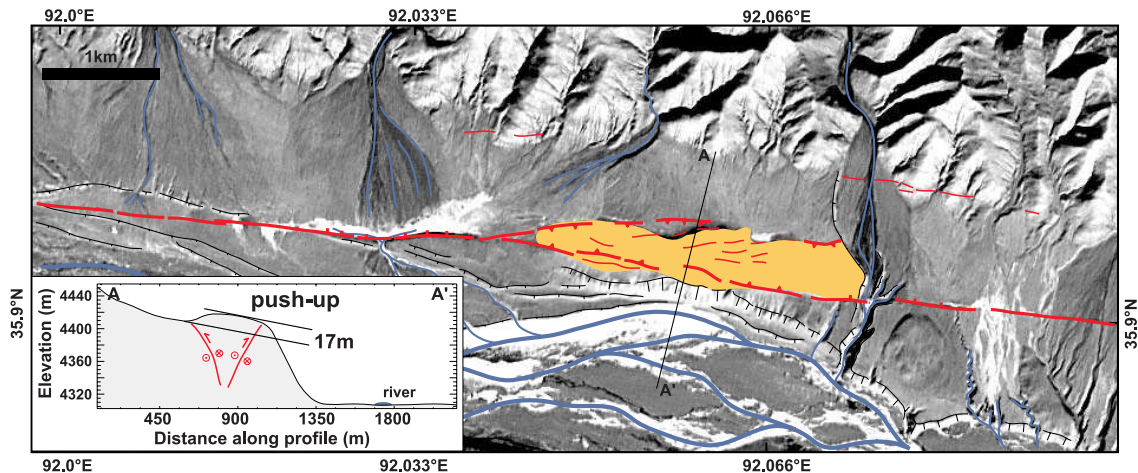 92.0°E 92.033°E 92.066°E
1km
A
A'
35.9°N
35.9°N
A push-up A'
4440
4400
4360
4320
Elevation (m)
17m
river
450 900 1350 1800
Distance along profile (m)
92.0°E 92.033°E 92.066°E